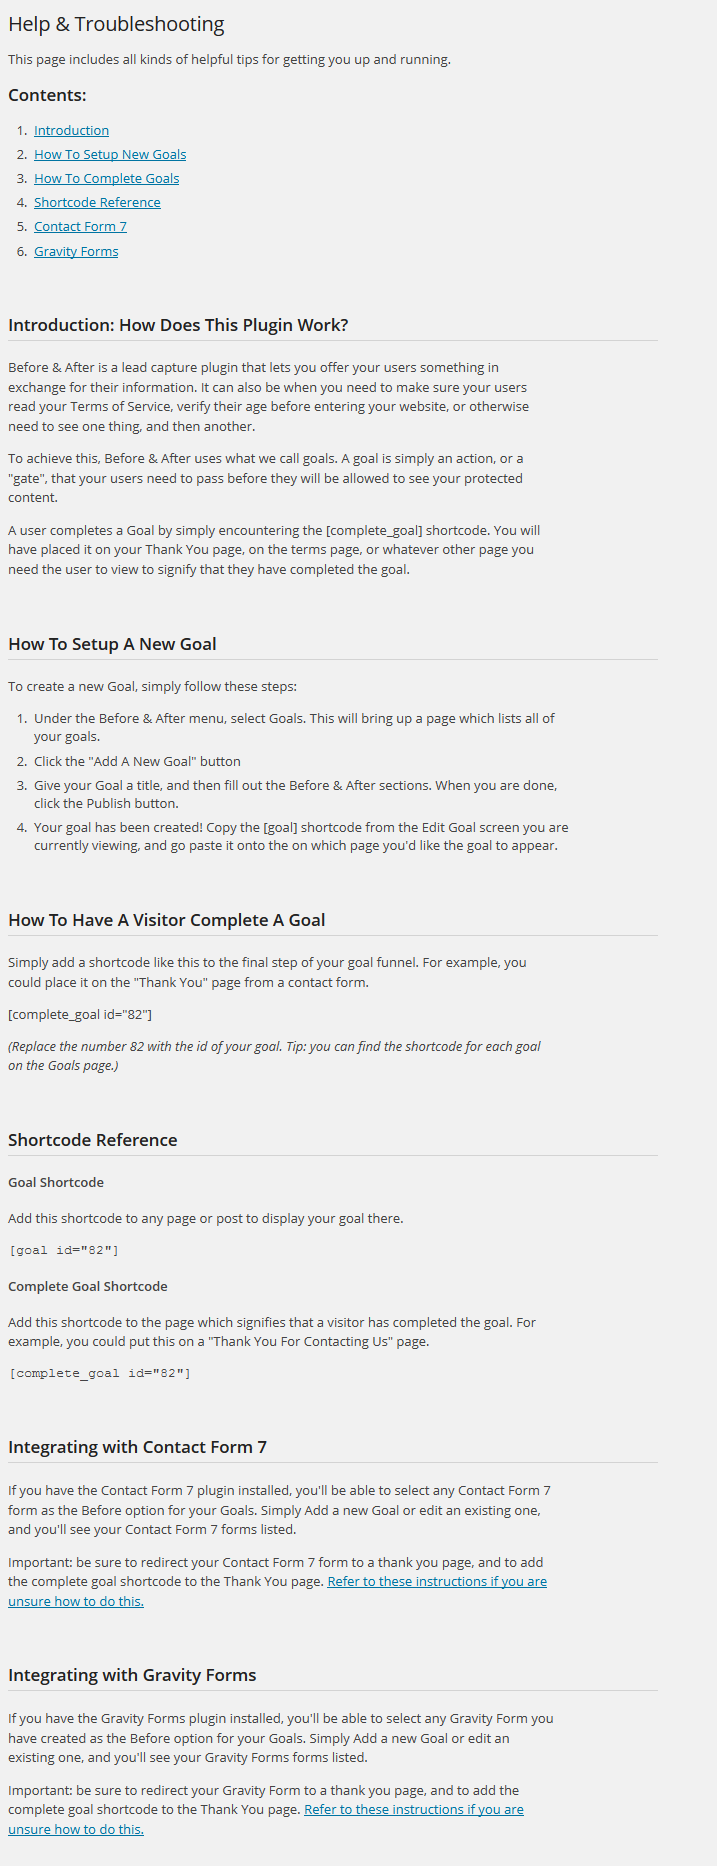 Help & Troubleshooting
This page includes all kinds of helpful tips for getting you up and running.
Contents:
1. Introduction
2. How To Setup New Goals
3. How To Complete Goals
4. Shortcode Reference
5. Contact Form 7
6. Gravity Forms
Introduction: How Does This Plugin Work?
Before & After is a lead capture plugin that lets you offer your users something in
exchange for their information. It can also be when you need to make sure your users
read your Terms of Service, verify their age before entering your website, or otherwise
need to see one thing, and then another.
To achieve this, Before & After uses what we call goals. A goal is simply an action, or a
"gate", that your users need to pass before they will be allowed to see your protected
content.
A user completes a Goal by simply encountering the [complete_goal] shortcode. You will
have placed it on your Thank You page, on the terms page, or whatever other page you
need the user to view to signify that they have completed the goal.
How To Setup A New Goal
To create a new Goal, simply follow these steps:
1. Under the Before & After menu, select Goals. This will bring up a page which lists all of
your goals.
2. Click the "Add A New Goal" button
3. Give your Goal a title, and then fill out the Before & After sections. When you are done,
click the Publish button.
4. Your goal has been created! Copy the [goal] shortcode from the Edit Goal screen you are
currently viewing, and go paste it onto the on which page you'd like the goal to appear.
How To Have A Visitor Complete A Goal
Simply add a shortcode like this to the final step of your goal funnel. For example, you
could place it on the "Thank You" page from a contact form.
[complete_goal id="82"]
(Replace the number 82 with the id of your goal. Tip: you can find the shortcode for each goal
on the Goals page.)
Shortcode Reference
Goal Shortcode
Add this shortcode to any page or post to display your goal there.
[goal id="82"]
Complete Goal Shortcode
Add this shortcode to the page which signifies that a visitor has completed the goal. For
example, you could put this on a "Thank You For Contacting Us" page.
[complete_goal id="82"]
Integrating with Contact Form 7
If you have the Contact Form 7 plugin installed, you'll be able to select any Contact Form 7
form as the Before option for your Goals. Simply Add a new Goal or edit an existing one,
and you'll see your Contact Form 7 forms listed.
Important: be sure to redirect your Contact Form 7 form to a thank you page, and to add
the complete goal shortcode to the Thank You page. Refer to these instructions if you are
unsure how to do this.
Integrating with Gravity Forms
If you have the Gravity Forms plugin installed, you'll be able to select any Gravity Form you
have created as the Before option for your Goals. Simply Add a new Goal or edit an
existing one, and you'll see your Gravity Forms forms listed.
Important: be sure to redirect your Gravity Form to a thank you page, and to add the
complete goal shortcode to the Thank You page. Refer to these instructions if you are
unsure how to do this.